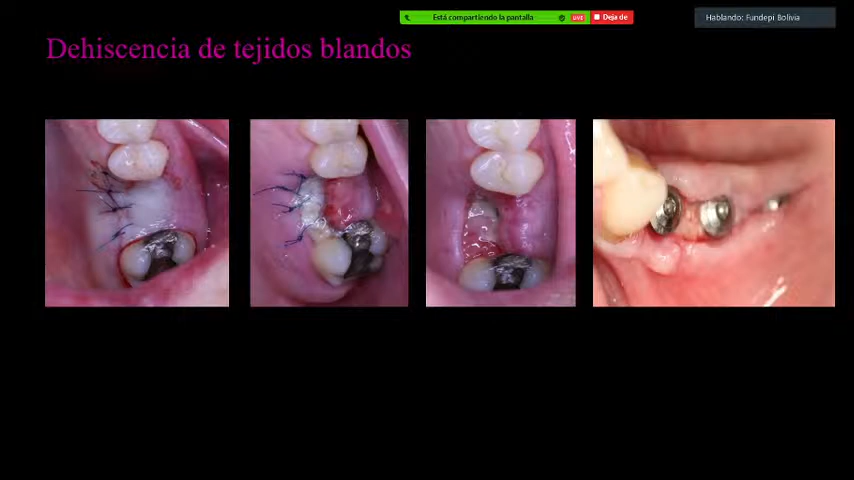 Está compartiendo la pantalla
LIVE
Deja de
Hablando: Fundepi Bolivia
Dehiscencia de tejidos blandos